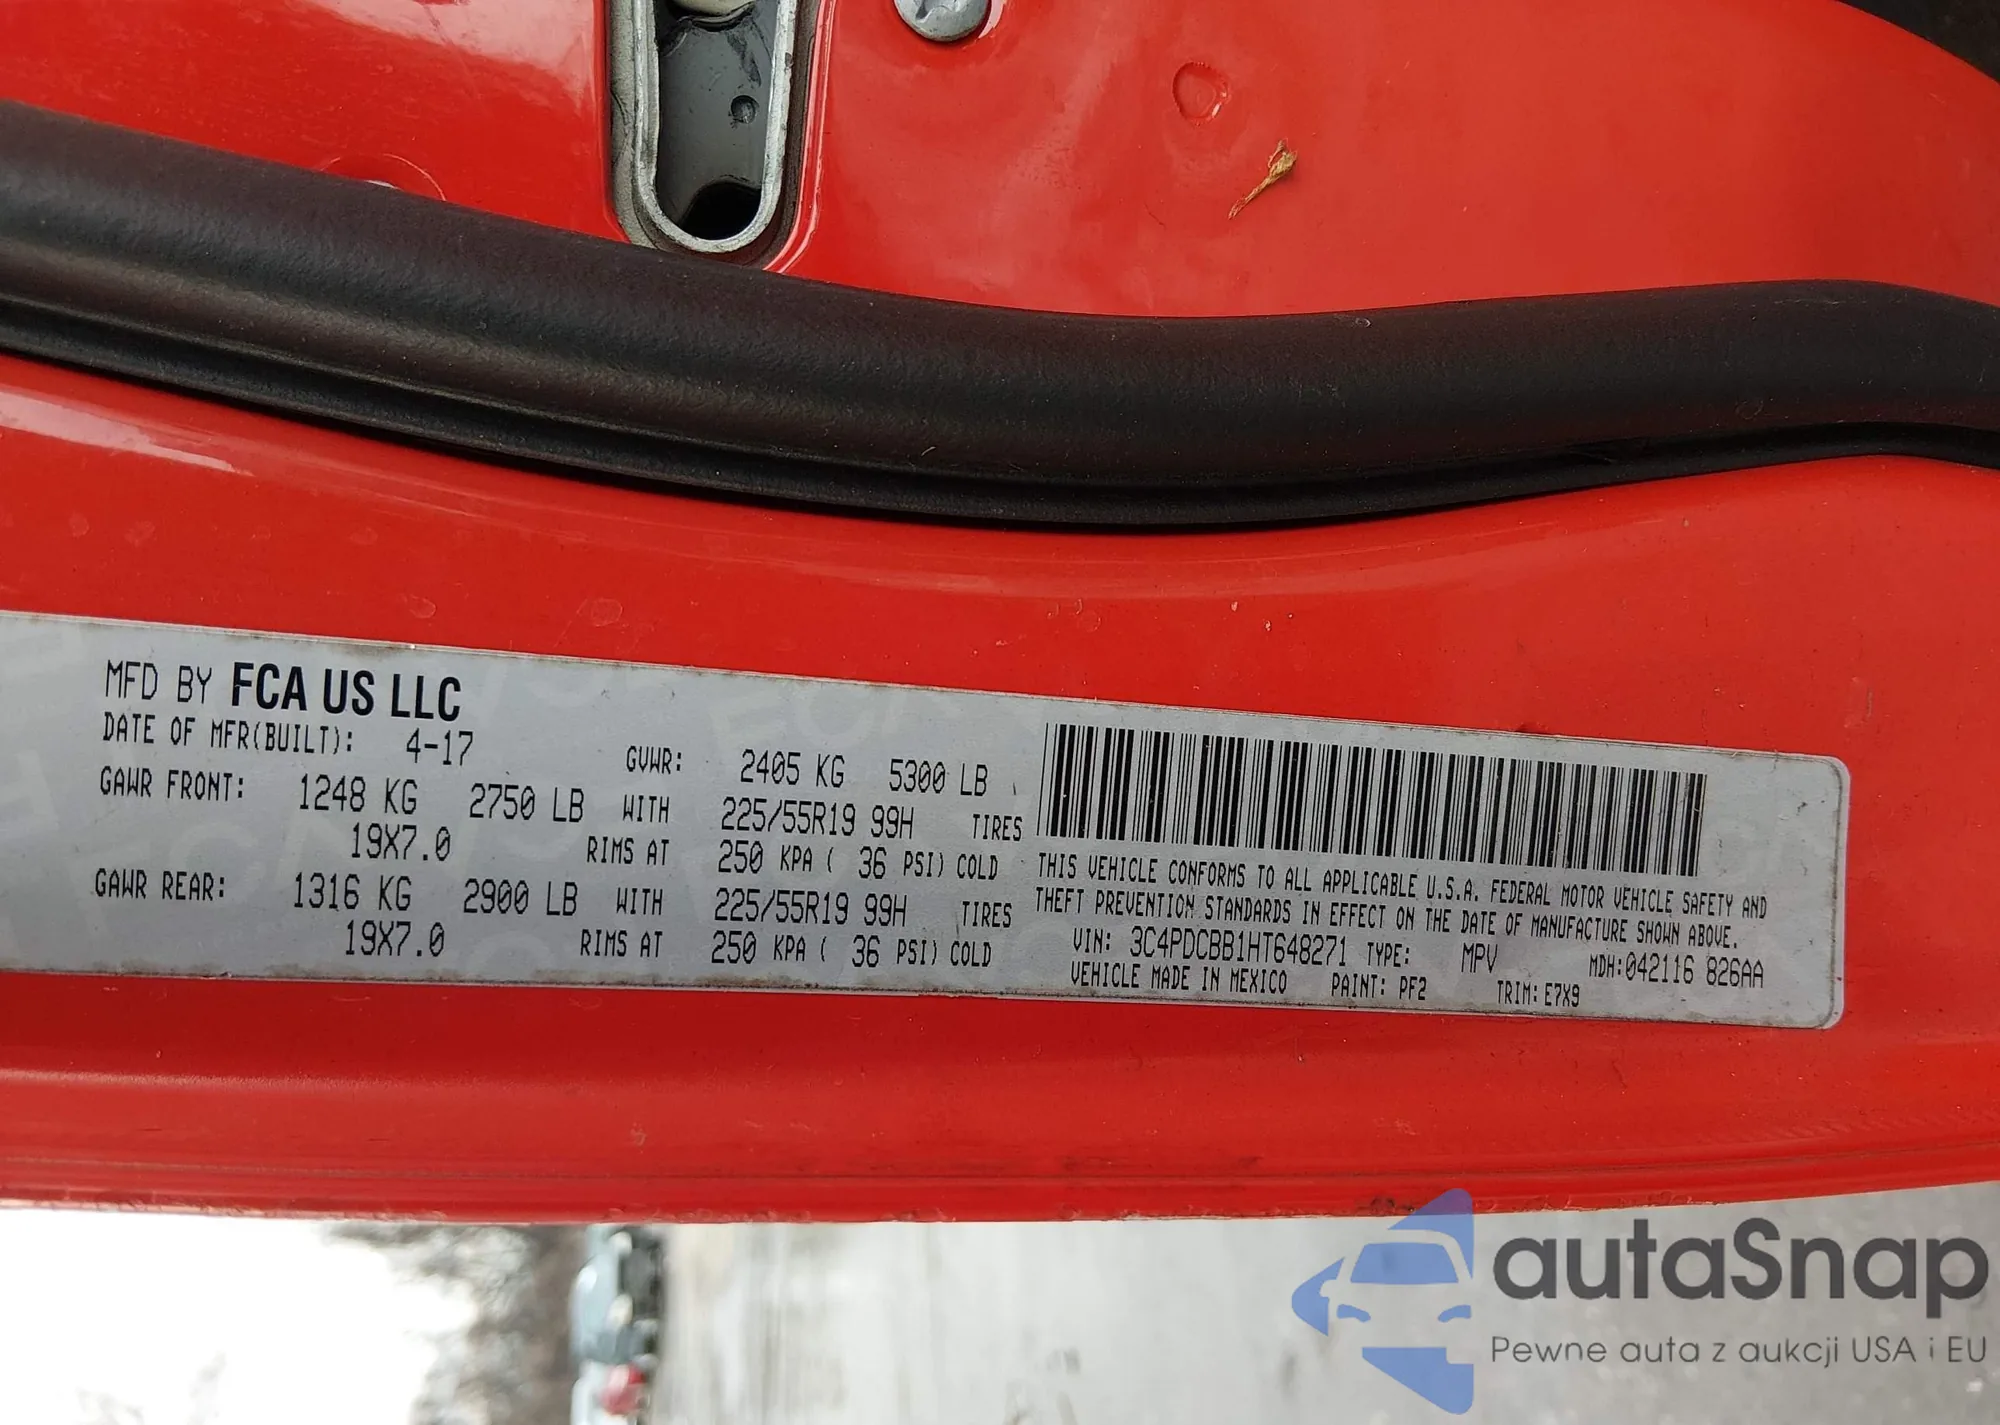 MFD BY FCA US LLC
DATE OF MFR(BUILT): 4-17 GVWR: 2405 KG 5300 LB
GAWR FRONT: 1248 KG 2750 LB WITH 225/55R19 99H TIRES
19X7.0 RIMS AT 250 KPA ( 36 PSI) COLD
GAWR REAR: 1316 KG 2900 LB WITH 225/55R19 99H TIRES
19X7.0 RIMS AT 250 KPA ( 36 PSI) COLD
THIS VEHICLE CONFORMS TO ALL APPLICABLE U.S.A. FEDERAL MOTOR VEHICLE SAFETY AND
THEFT PREVENTION STANDARDS IN EFFECT ON THE DATE OF MANUFACTURE SHOWN ABOVE.
VIN: 3C4PDCBB1HT648271 TYPE: MPV MDH:042116 826AA
VEHICLE MADE IN MEXICO PAINT: PF2 TRIM: E7X9
autaSnap
Pewne auta z aukcji USA i EU